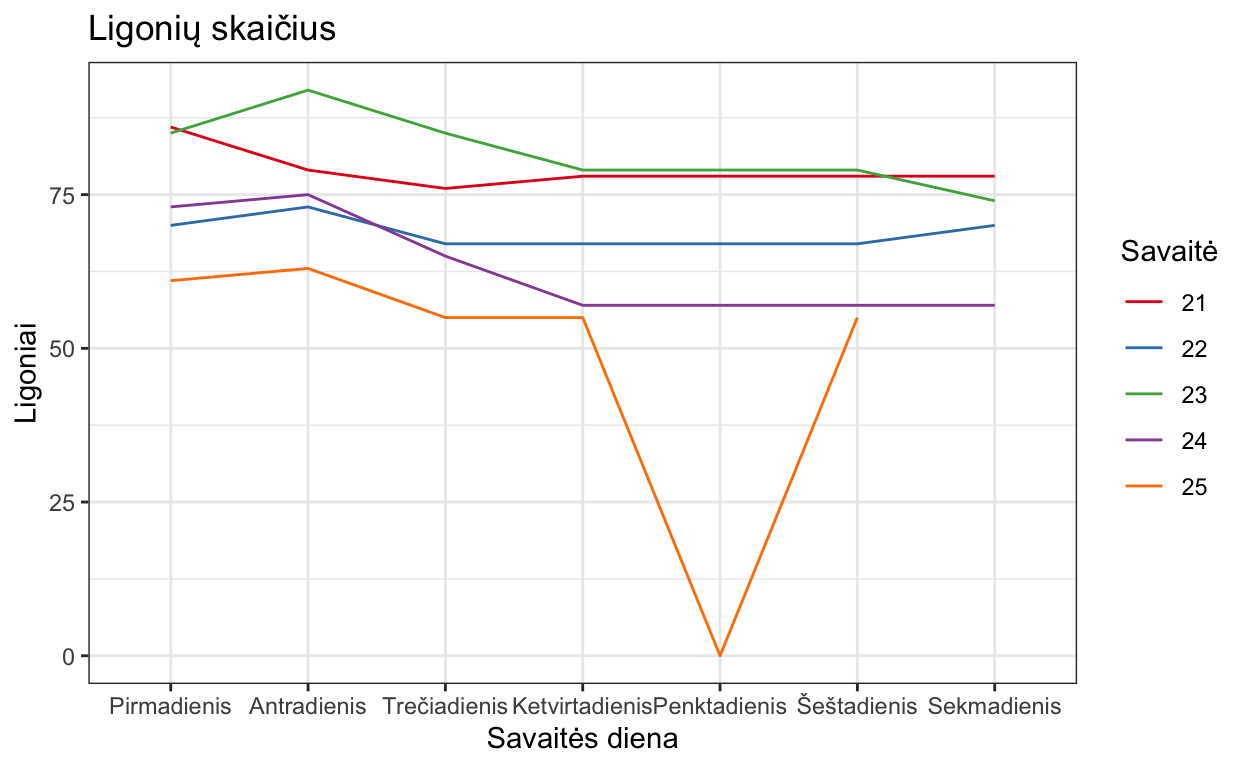 Ligonių skaičius
Ligoniai
75
50
25
0
Pirmadienis Antradienis Trečiadienis Ketvirtadienis Penktadienis Šeštadienis Sekmadienis
Savaitės diena
Savaitė
21
22
23
24
25